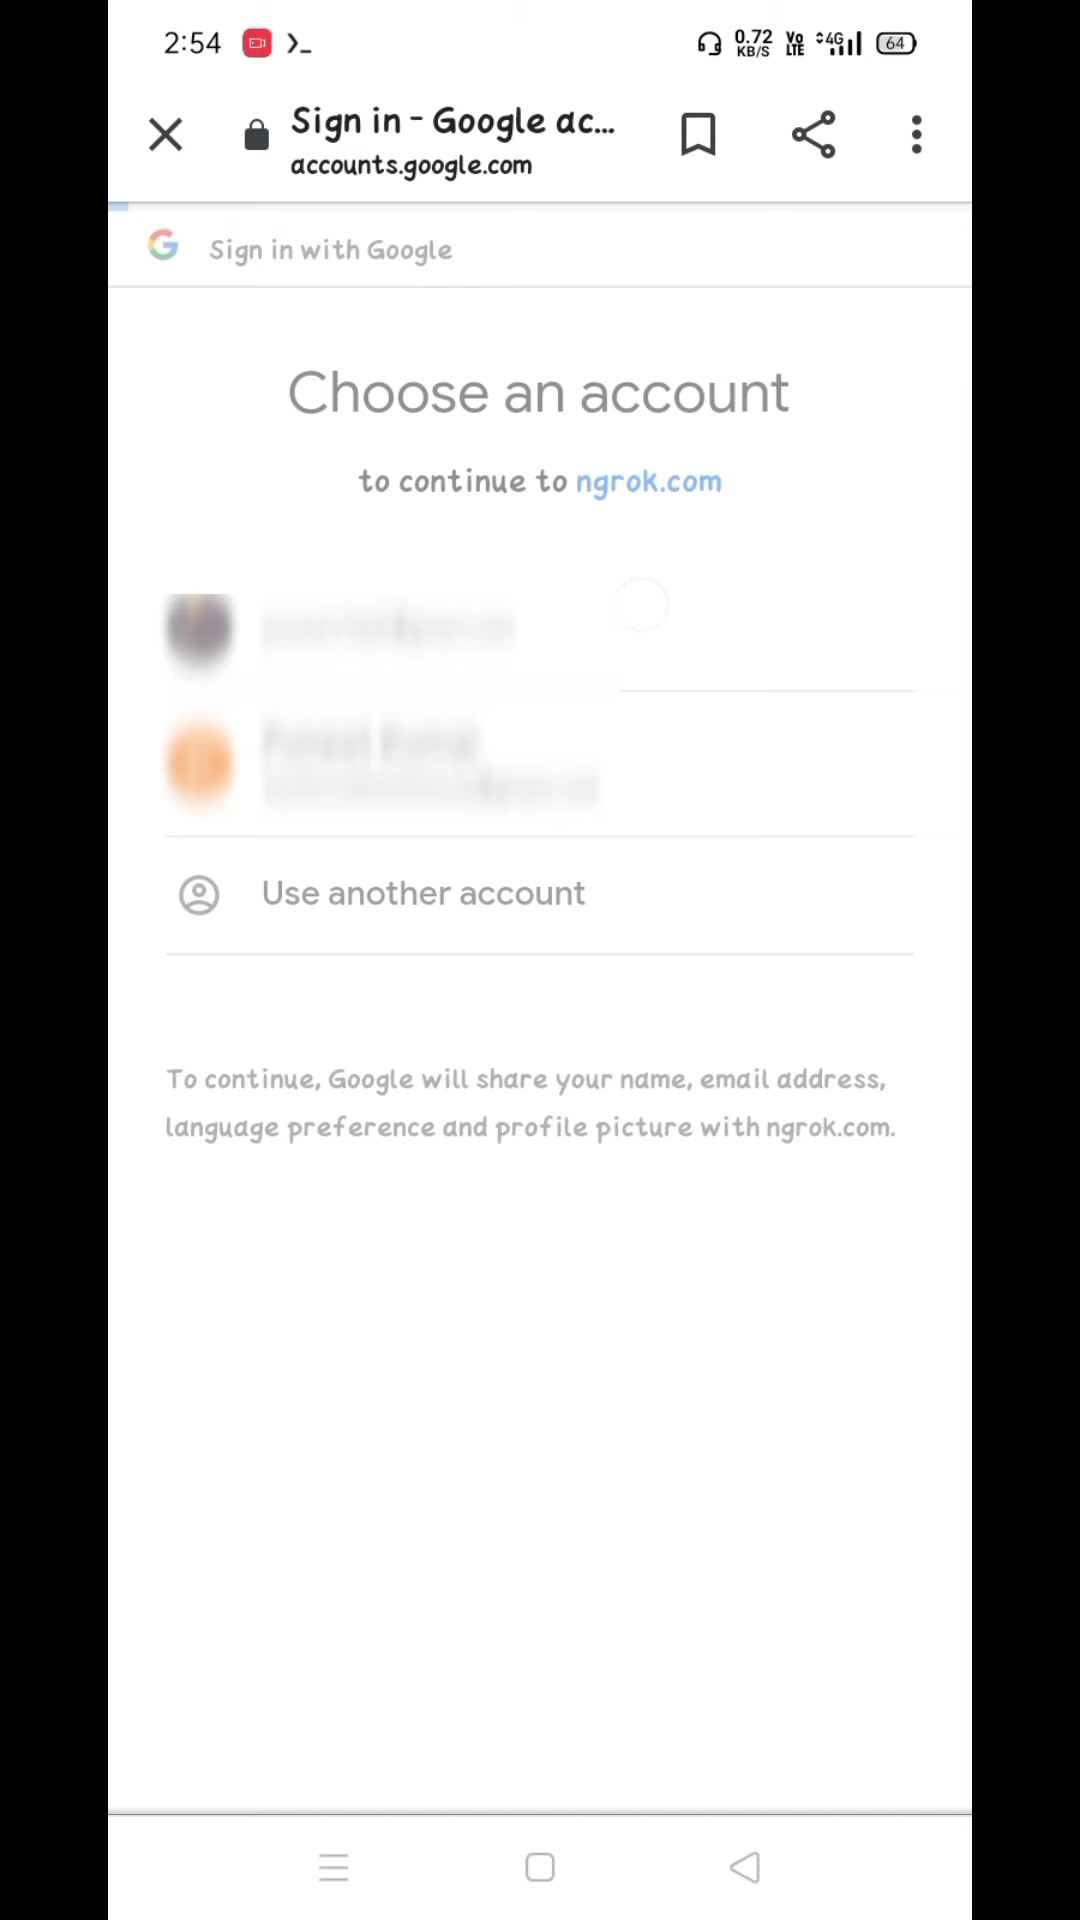 2:54
0.72
KB/S
Vo
LTE
4G
64
Sign in - Google ac...
accounts.google.com
Sign in with Google
Choose an account
to continue to ngrok.com
Use another account
To continue, Google will share your name, email address,
language preference and profile picture with ngrok.com.